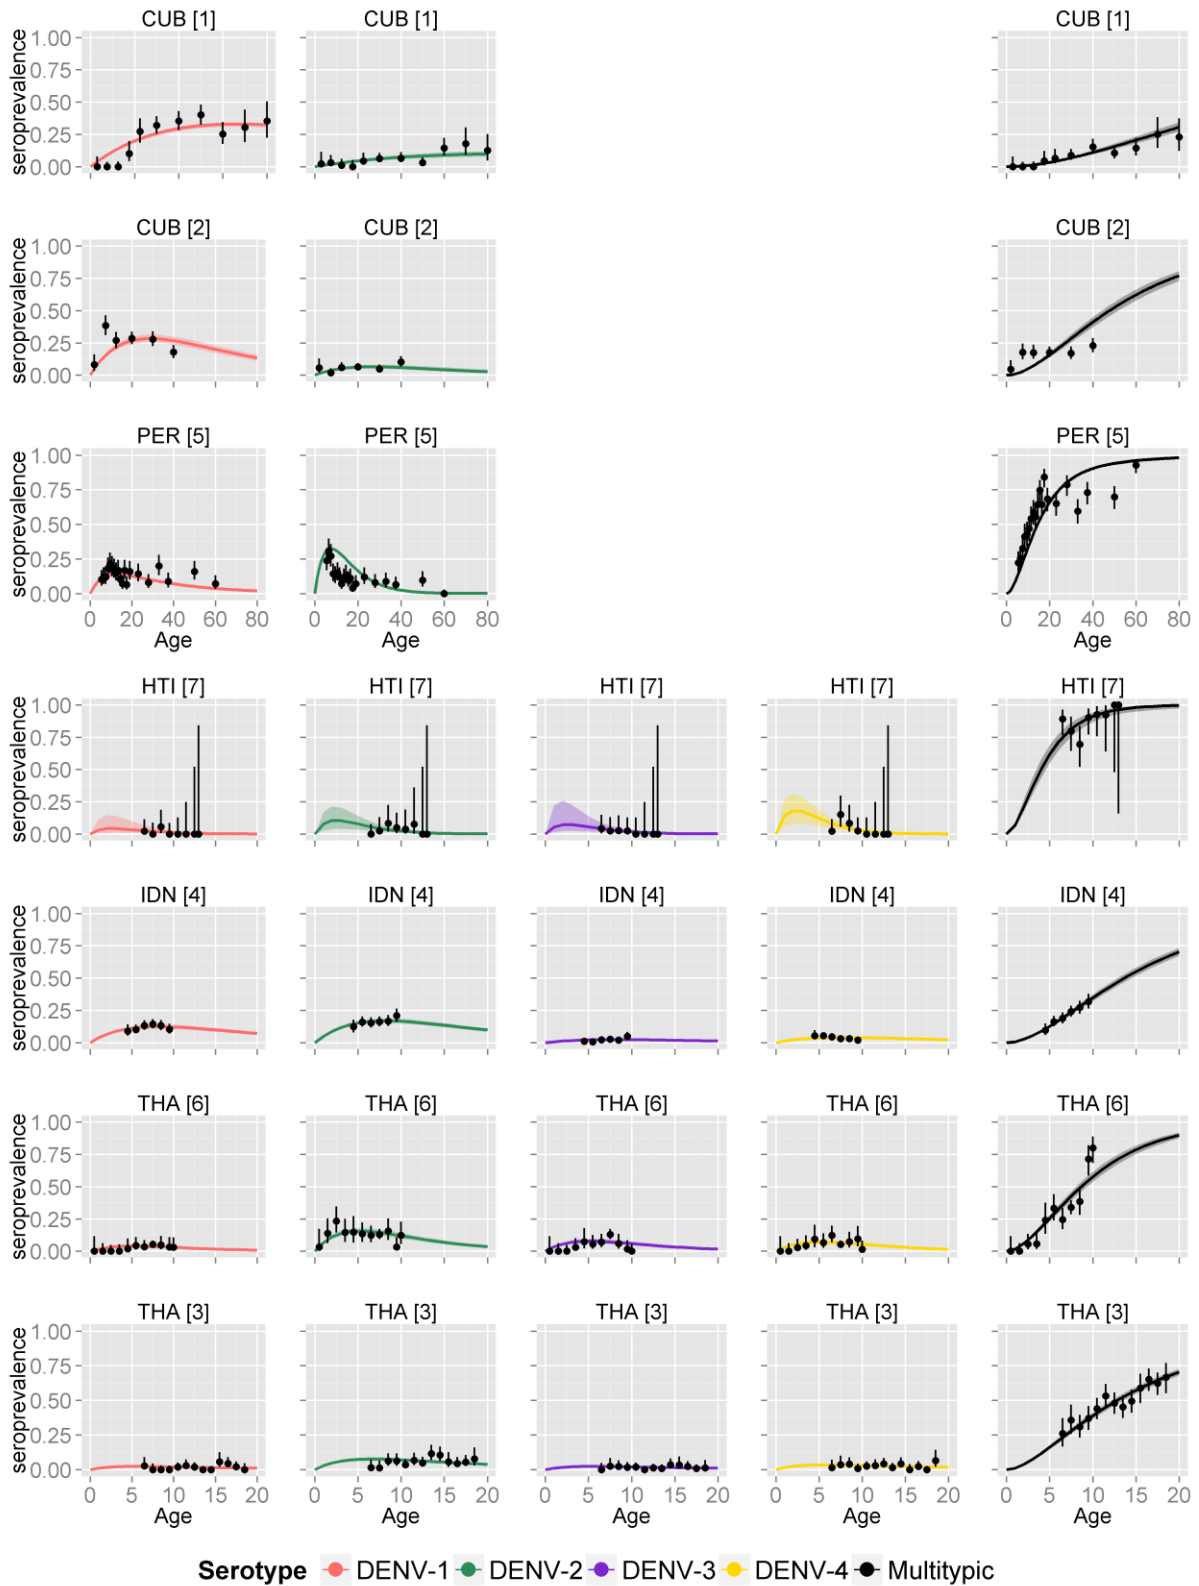 CUB [1] CUB [1] CUB [1]
seroprevalence
1.00
0.75
0.50
0.25
0.00
CUB [2] CUB [2] CUB [2]
seroprevalence
1.00
0.75
0.50
0.25
0.00
PER [5] PER [5] PER [5]
seroprevalence
1.00
0.75
0.50
0.25
0.00
0 20 40 60 80 0 20 40 60 80 0 20 40 60 80
Age Age Age
HTI [7] HTI [7] HTI [7] HTI [7] HTI [7]
seroprevalence
1.00
0.75
0.50
0.25
0.00
IDN [4] IDN [4] IDN [4] IDN [4] IDN [4]
seroprevalence
1.00
0.75
0.50
0.25
0.00
THA [6] THA [6] THA [6] THA [6] THA [6]
seroprevalence
1.00
0.75
0.50
0.25
0.00
THA [3] THA [3] THA [3] THA [3] THA [3]
seroprevalence
1.00
0.75
0.50
0.25
0.00
0 5 10 15 20 0 5 10 15 20 0 5 10 15 20 0 5 10 15 20 0 5 10 15 20
Age Age Age Age Age
Serotype DENV-1 DENV-2 DENV-3 DENV-4 Multitypic